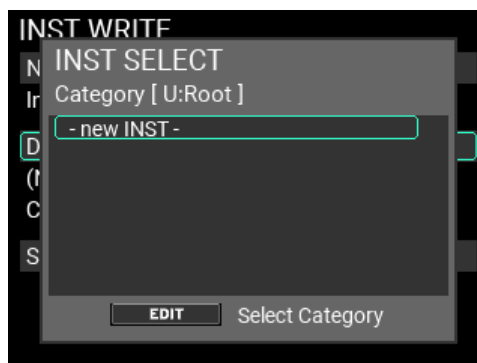 INST WRITE
INST SELECT
Category [ U:Root ]
- new INST -
EDIT Select Category